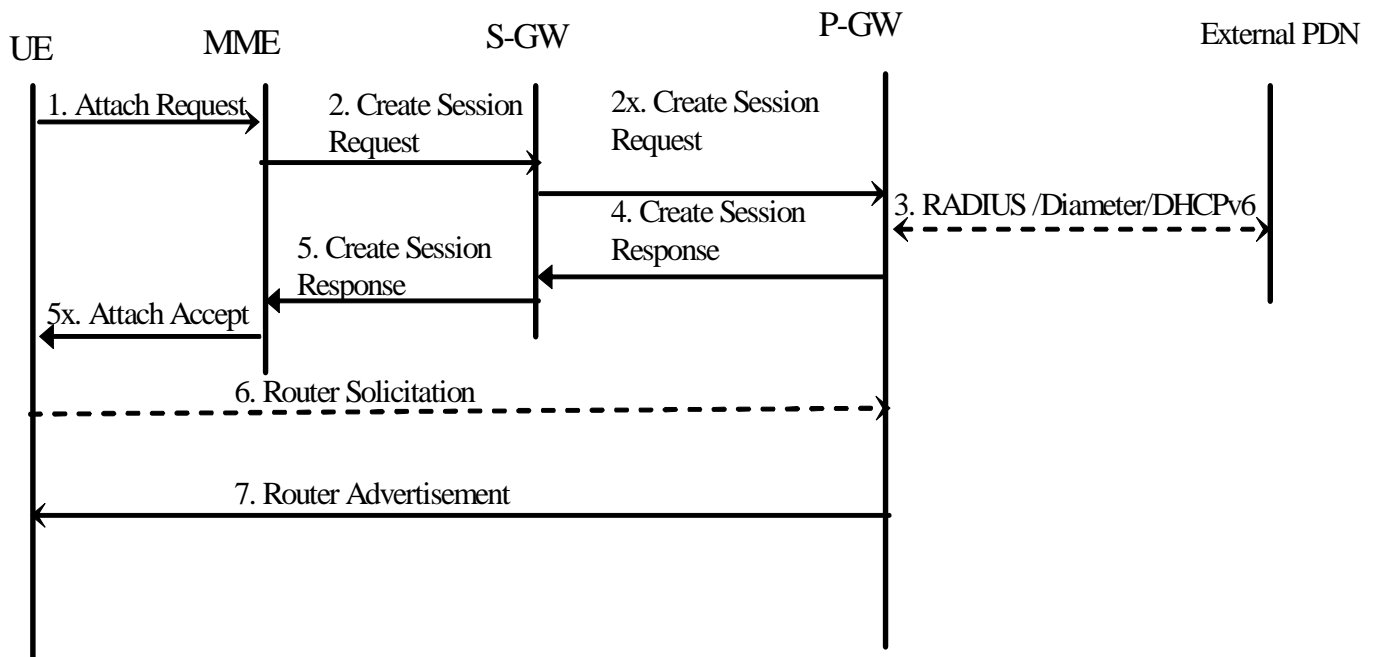 UE
MME
S-GW
P-GW
External PDN
1. Attach Request
2. Create Session
Request
2x. Create Session
Request
3. RADIUS /Diameter/DHCPv6
4. Create Session
Response
5. Create Session
Response
5x. Attach Accept
6. Router Solicitation
7. Router Advertisement